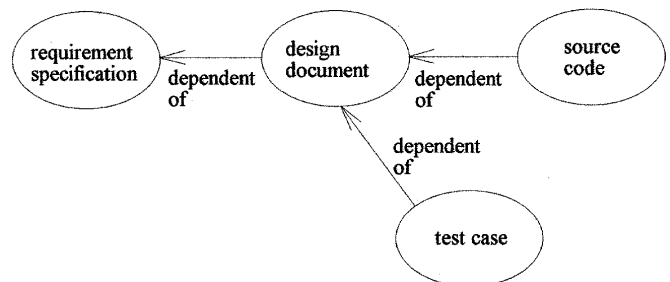 requirement
specification
dependent
of
design
document
dependent
of
source
code
dependent
of
test case